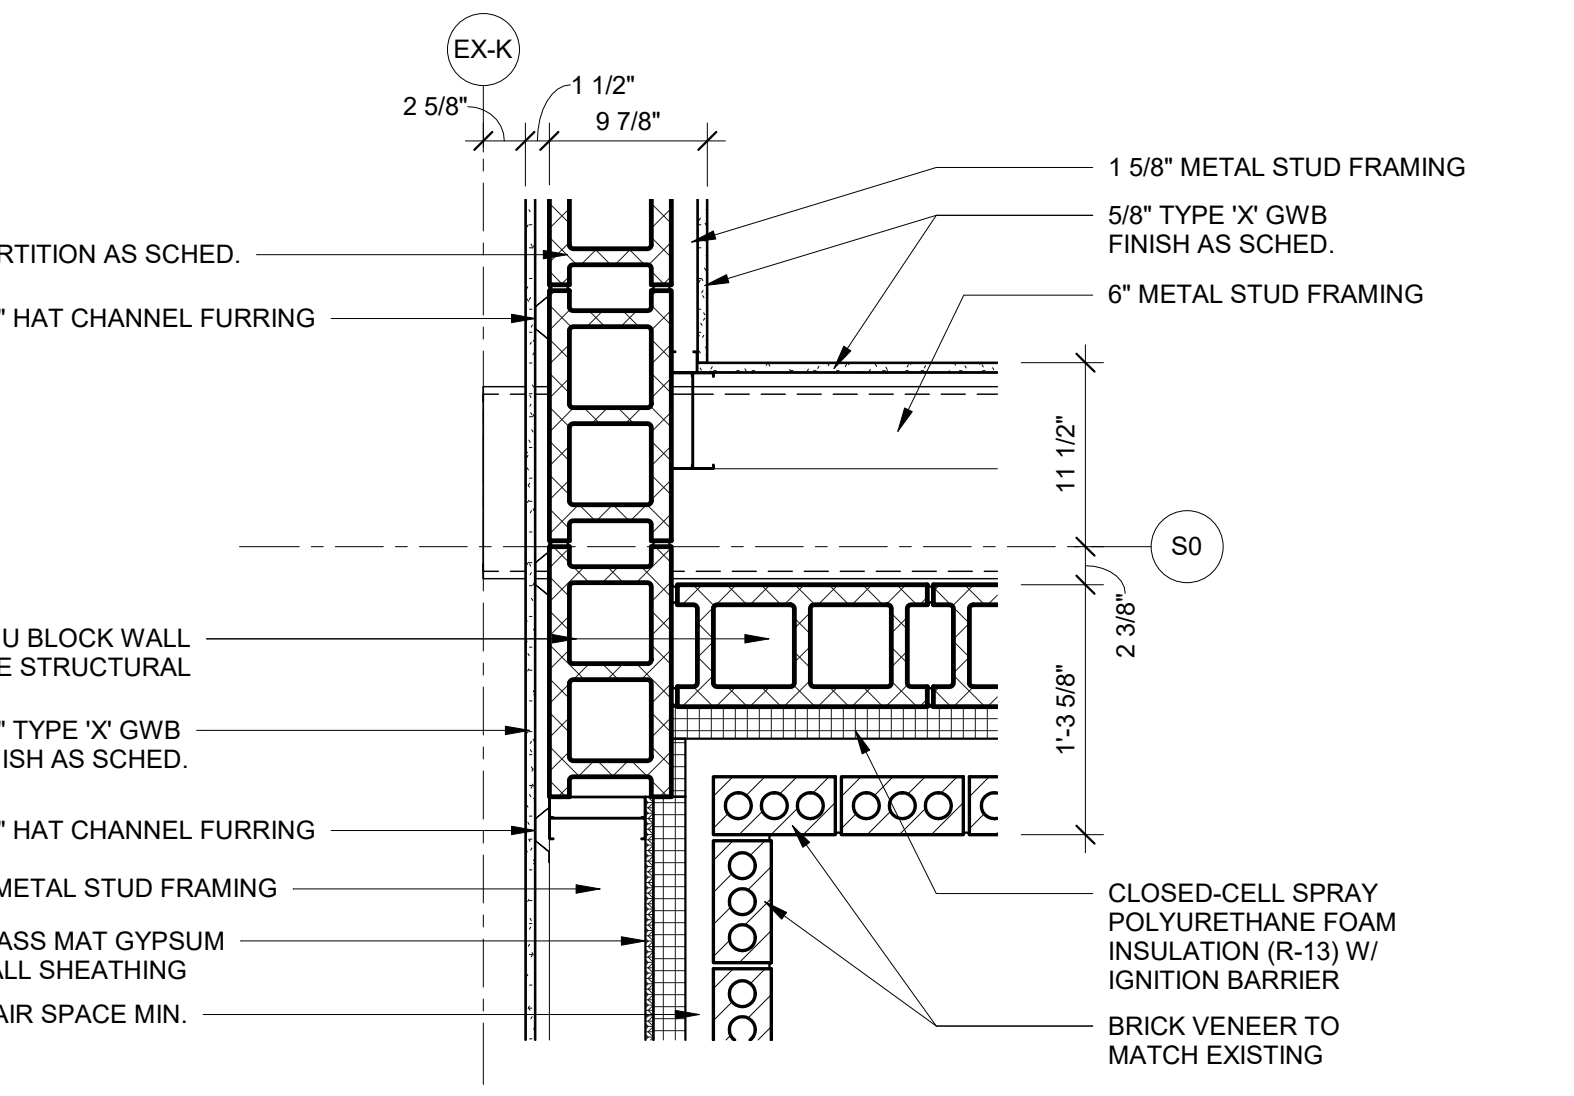 EX-K
1 1/2"
2 5/8"
9 7/8"
1 5/8" METAL STUD FRAMING
5/8" TYPE 'X' GWB
FINISH AS SCHED.
6" METAL STUD FRAMING
RTITION AS SCHED.
" HAT CHANNEL FURRING
11 1/2"
S0
2 3/8"
1'-3 5/8"
U BLOCK WALL
E STRUCTURAL
" TYPE 'X' GWB
ISH AS SCHED.
" HAT CHANNEL FURRING
METAL STUD FRAMING
ASS MAT GYPSUM
ALL SHEATHING
AIR SPACE MIN.
CLOSED-CELL SPRAY
POLYURETHANE FOAM
INSULATION (R-13) W/
IGNITION BARRIER
BRICK VENEER TO
MATCH EXISTING